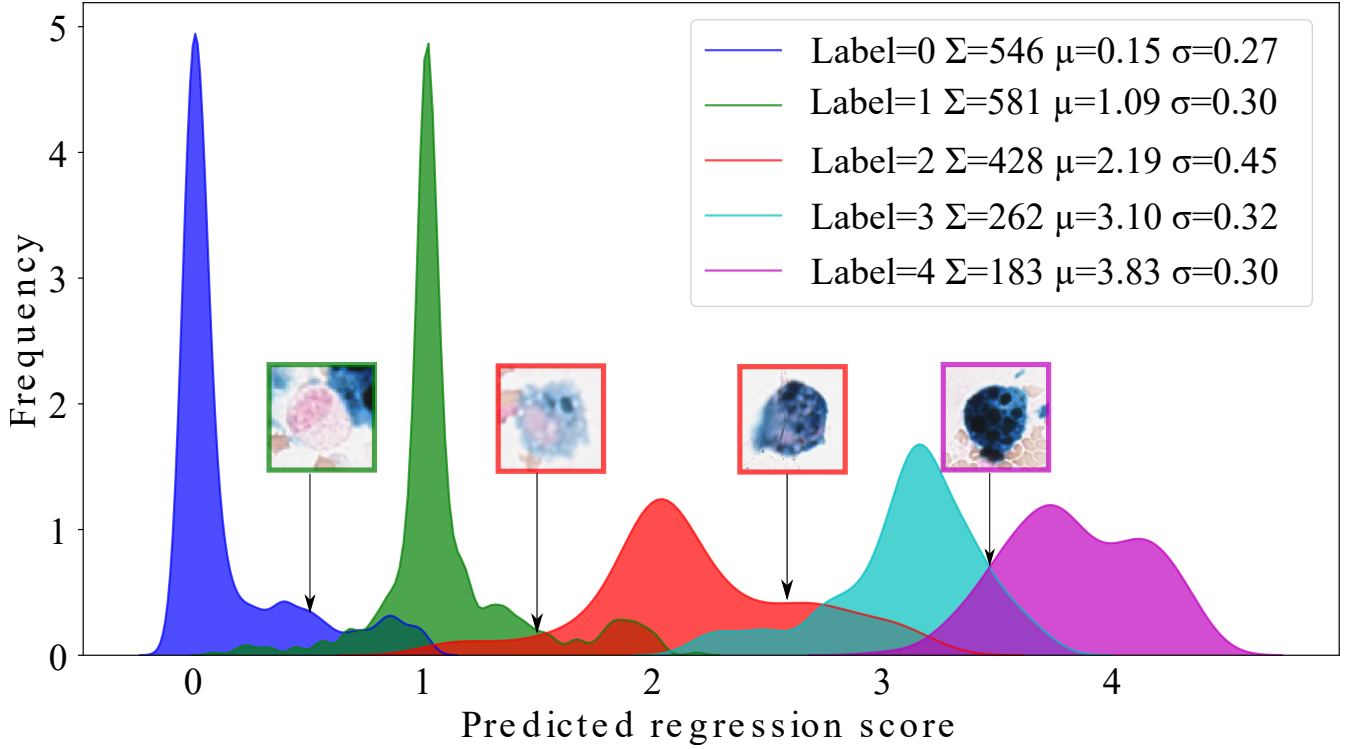 5
4
3
2
1
0
Frequency
Label=0 Σ=546 μ=0.15 σ=0.27
Label=1 Σ=581 μ=1.09 σ=0.30
Label=2 Σ=428 μ=2.19 σ=0.45
Label=3 Σ=262 μ=3.10 σ=0.32
Label=4 Σ=183 μ=3.83 σ=0.30
0 1 2 3 4
Predicted regression score